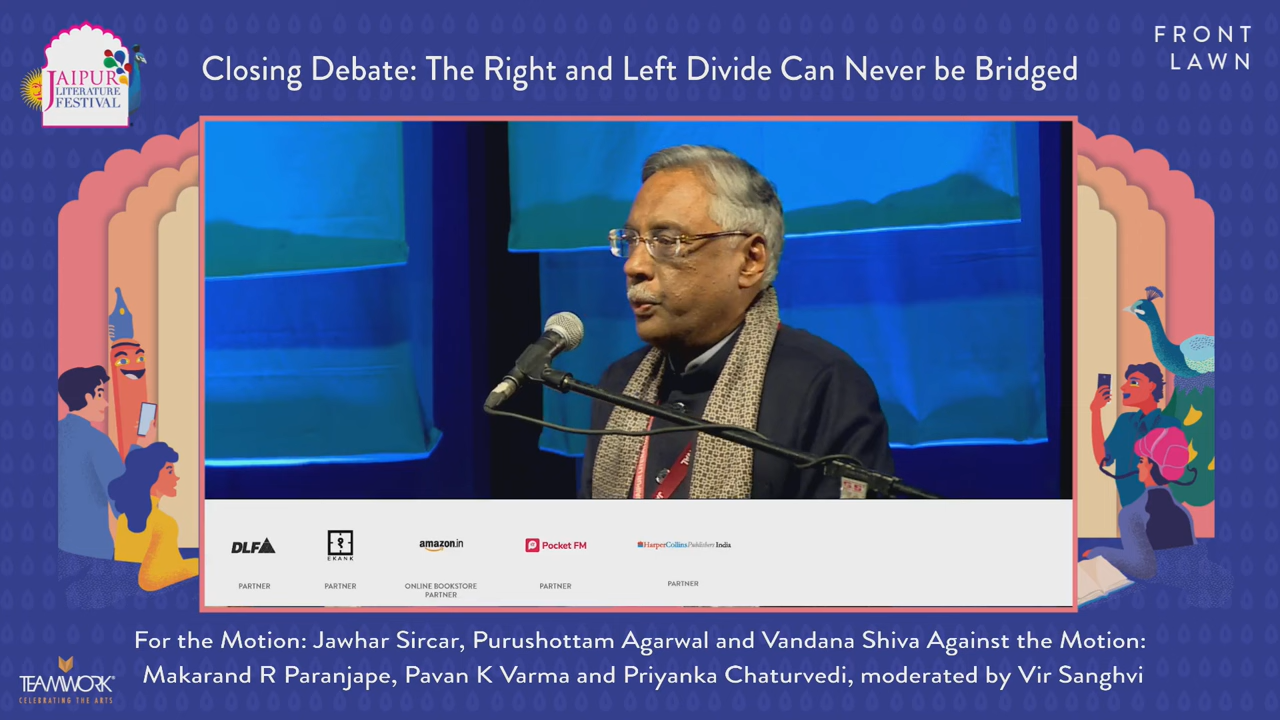 FRONT
LAWN
JAIPUR
LITERATURE
FESTIVAL
Closing Debate: The Right and Left Divide Can Never be Bridged
DLF
EKANK
amazon.in
Pocket FM
HarperCollins Publishers India
PARTNER
PARTNER
ONLINE BOOKSTORE
PARTNER
PARTNER
PARTNER
For the Motion: Jawhar Sircar, Purushottam Agarwal and Vandana Shiva Against the Motion:
Makarand R Paranjape, Pavan K Varma and Priyanka Chaturvedi, moderated by Vir Sanghvi
TEAMWORK
CELEBRATING THE ARTS